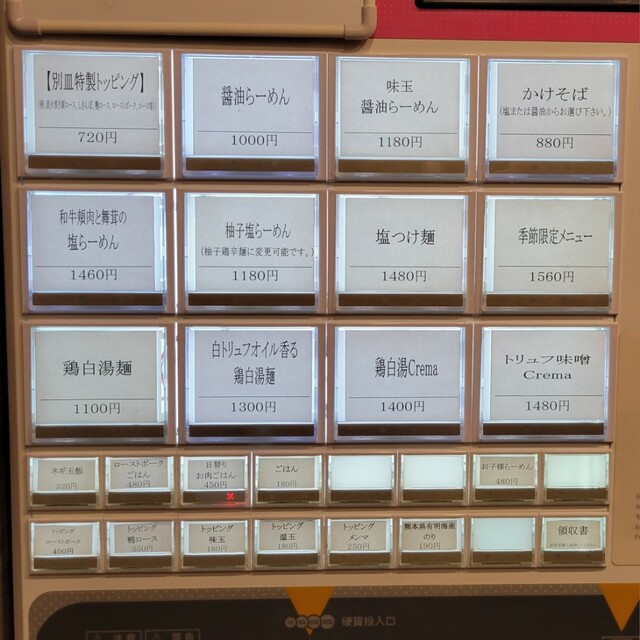 【別皿特製トッピング】
720円
醤油らーめん
1000円
味玉
醤油らーめん
1180円
かけそば
(塩または醤油からお選び下さい。)
880円
和牛頬肉と舞茸の
塩らーめん
1460円
柚子塩らーめん
(柚子鶏辛麺に変更可能です。)
1180円
塩つけ麺
1480円
季節限定メニュー
1560円
鶏白湯麺
1100円
白トリュフオイル香る
鶏白湯麺
1300円
鶏白湯Crema
1400円
トリュフ味噌
Crema
1480円
ネギ玉飯
320円
ローストポーク
ごはん
480円
日替り
お肉ごはん
450円
ごはん
180円
お子様らーめん
480円
トッピング
ローストポーク
400円
トッピング
鴨ロース
550円
トッピング
味玉
180円
トッピング
温玉
180円
トッピング
メンマ
250円
熊本県有明海産
のり
190円
領収書
硬貨投入口